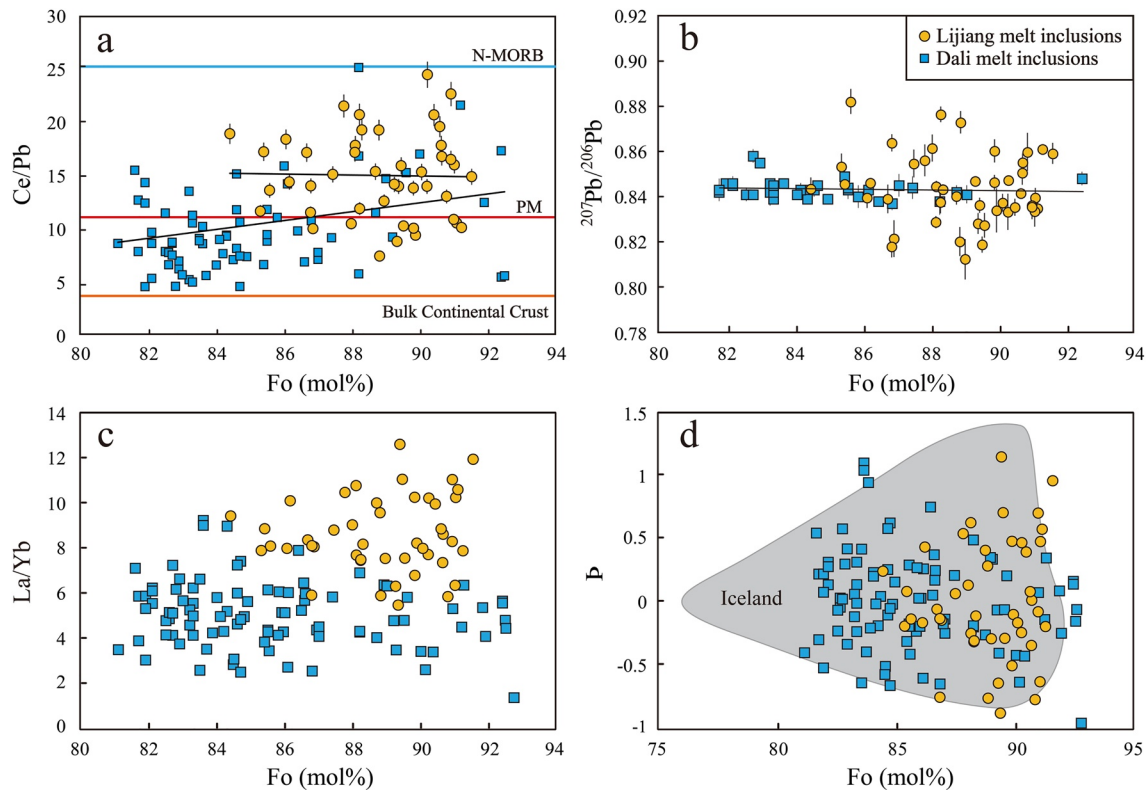 a
30
25
20
15
10
5
0
Ce/Pb
N-MORB
PM
Bulk Continental Crust
80 82 84 86 88 90 92 94
Fo (mol%)
b
0.92
0.90
0.88
0.86
0.84
0.82
0.80
0.78
²⁰⁷Pb/²⁰⁶Pb
Lijiang melt inclusions
Dali melt inclusions
80 82 84 86 88 90 92 94
Fo (mol%)
c
14
12
10
8
6
4
2
0
La/Yb
80 82 84 86 88 90 92 94
Fo (mol%)
d
1.5
1
0.5
0
-0.5
-1
Þ
Iceland
75 80 85 90 95
Fo (mol%)